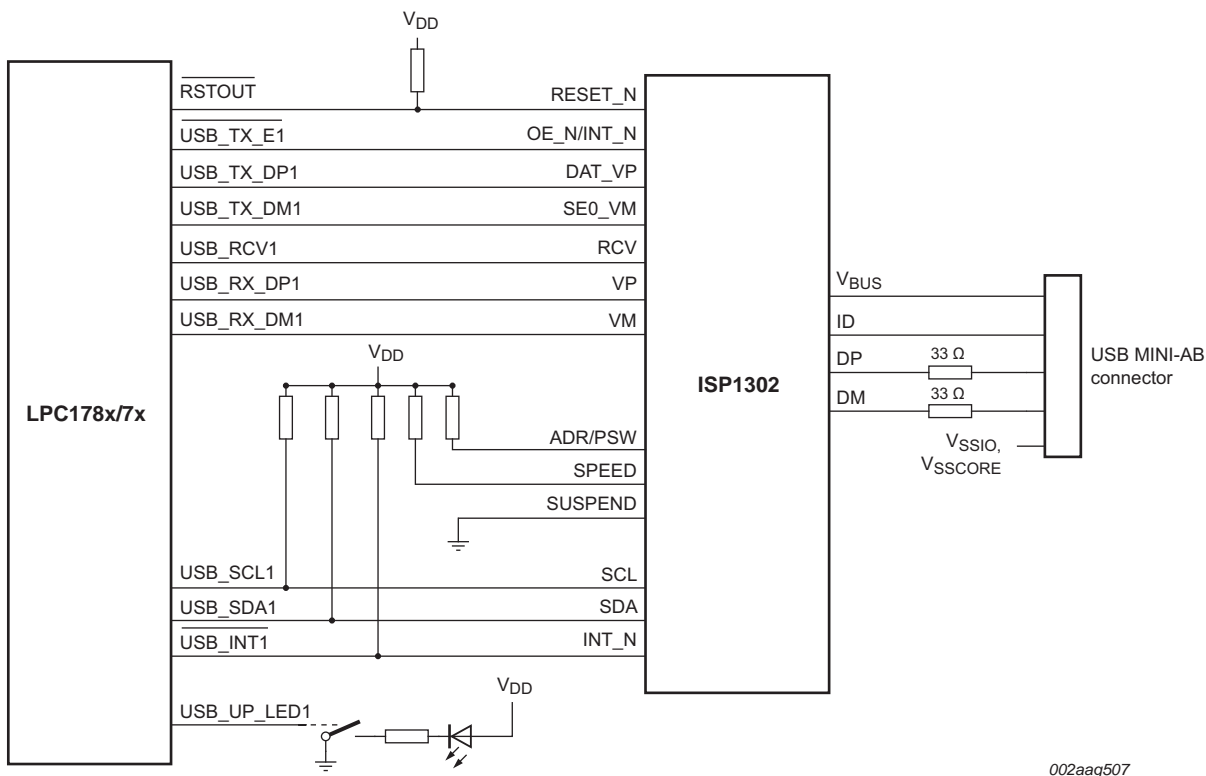 VDD
RSTOUT RESET_N
USB_TX_E1 OE_N/INT_N
USB_TX_DP1 DAT_VP
USB_TX_DM1 SE0_VM
USB_RCV1 RCV
USB_RX_DP1 VP
USB_RX_DM1 VM
VDD
LPC178x/7x
ADR/PSW
SPEED
SUSPEND
USB_SCL1 SCL
USB_SDA1 SDA
USB_INT1 INT_N
USB_UP_LED1
VDD
ISP1302
VBUS
ID
DP 33 Ω
DM 33 Ω
VSSIO,
VSSCORE
USB MINI-AB
connector
002aag507